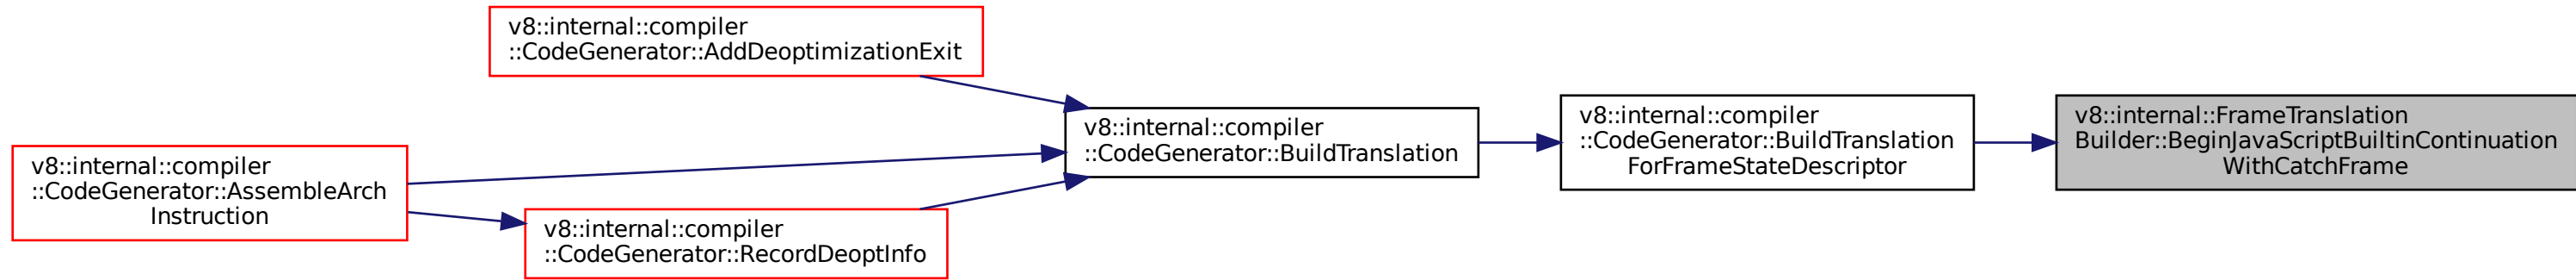 v8::internal::compiler
::CodeGenerator::AddDeoptimizationExit
v8::internal::compiler
::CodeGenerator::AssembleArch
Instruction
v8::internal::compiler
::CodeGenerator::RecordDeoptInfo
v8::internal::compiler
::CodeGenerator::BuildTranslation
v8::internal::compiler
::CodeGenerator::BuildTranslation
ForFrameStateDescriptor
v8::internal::FrameTranslation
Builder::BeginJavaScriptBuiltinContinuation
WithCatchFrame